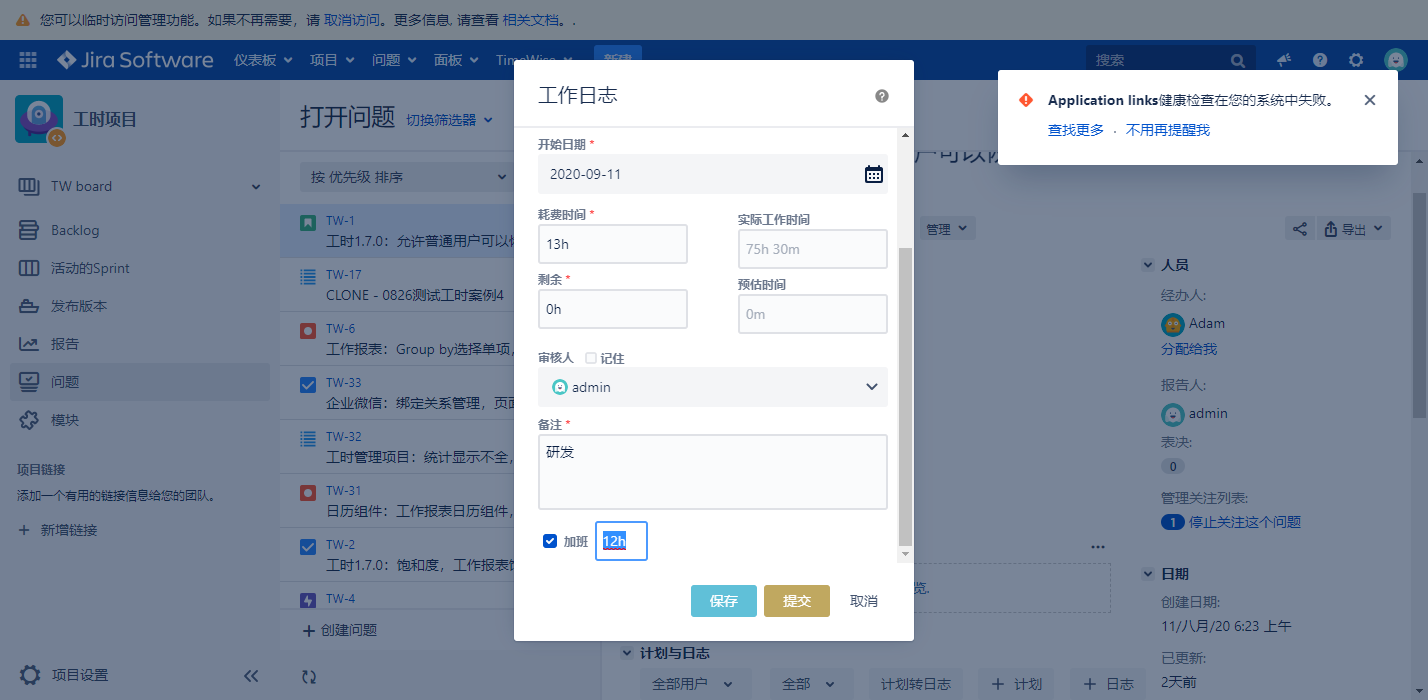 您可以临时访问管理功能。如果不再需要，请 取消访问。更多信息, 请查看 相关文档。.
Jira Software 仪表板 项目 问题 面板 TimeWise 新建 搜索
Application links健康检查在您的系统中失败。
查找更多 · 不用再提醒我
工时项目
TW board
Backlog
活动的Sprint
发布版本
报告
问题
模块
项目链接
添加一个有用的链接信息给您的团队。
+ 新增链接
项目设置
打开问题 切换筛选器
按 优先级 排序
TW-1
工时1.7.0：允许普通用户可以
TW-17
CLONE - 0826测试工时案例4
TW-6
工作报表：Group by选择单项,
TW-33
企业微信：绑定关系管理，页
TW-32
工时管理项目：统计显示不全,
TW-31
日历组件：工作报表日历组件,
TW-2
工时1.7.0：饱和度，工作报表
TW-4
+ 创建问题
工作日志
开始日期 *
2020-09-11
耗费时间 *
13h
实际工作时间
75h 30m
剩余 *
0h
预估时间
0m
审核人 记住
admin
备注 *
研发
加班 12h
保存 提交 取消
户可以
管理 导出
人员
经办人:
Adam
分配给我
报告人:
admin
表决:
0
管理关注列表:
1 停止关注这个问题
览.
日期
创建日期:
11/八月/20 6:23 上午
已更新:
2天前
计划与日志
全部用户 全部 计划转日志 + 计划 + 日志